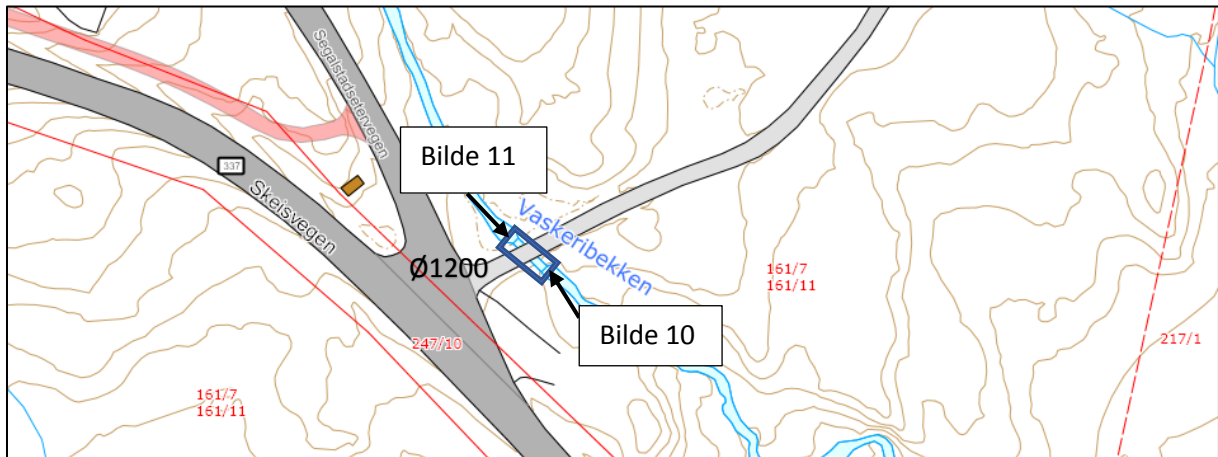 Segalstadsetervegen
Bilde 11
337
Skeisvegen
Vaskeribekken
Ø1200
161/7
161/11
Bilde 10
247/10
217/1
161/7
161/11